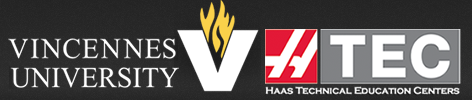 VINCENNES
UNIVERSITY
V
H TEC
HAAS TECHNICAL EDUCATION CENTERS